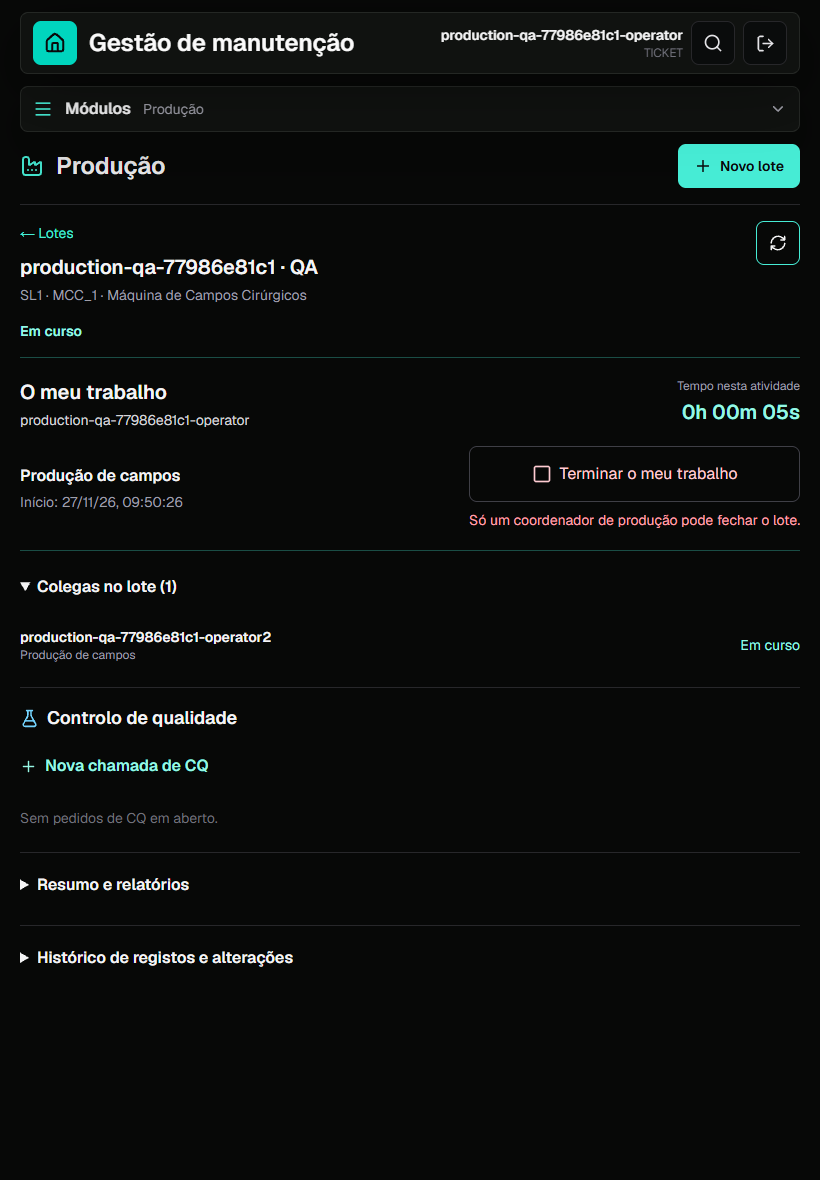 Gestão de manutenção
production-qa-77986e81c1-operator
TICKET
Módulos Produção
Produção
+ Novo lote
← Lotes
production-qa-77986e81c1 · QA
SL1 · MCC_1 · Máquina de Campos Cirúrgicos
Em curso
O meu trabalho
production-qa-77986e81c1-operator
Tempo nesta atividade
0h 00m 05s
Produção de campos
Início: 27/11/26, 09:50:26
Terminar o meu trabalho
Só um coordenador de produção pode fechar o lote.
▼ Colegas no lote (1)
production-qa-77986e81c1-operator2
Produção de campos
Em curso
Controlo de qualidade
+ Nova chamada de CQ
Sem pedidos de CQ em aberto.
▶ Resumo e relatórios
▶ Histórico de registos e alterações